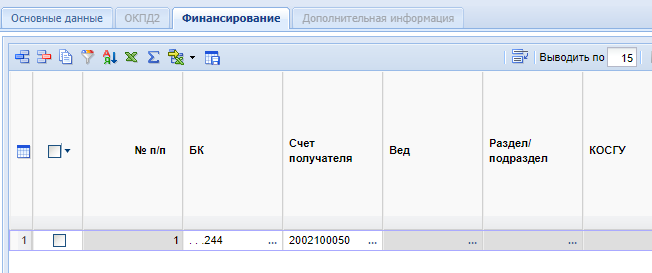 Основные данные ОКПД2 Финансирование Дополнительная информация
Выводить по 15
№ п/п БК Счет получателя Вед Раздел/подраздел КОСГУ
1 1 . . .244 ... 2002100050 ... ... ...